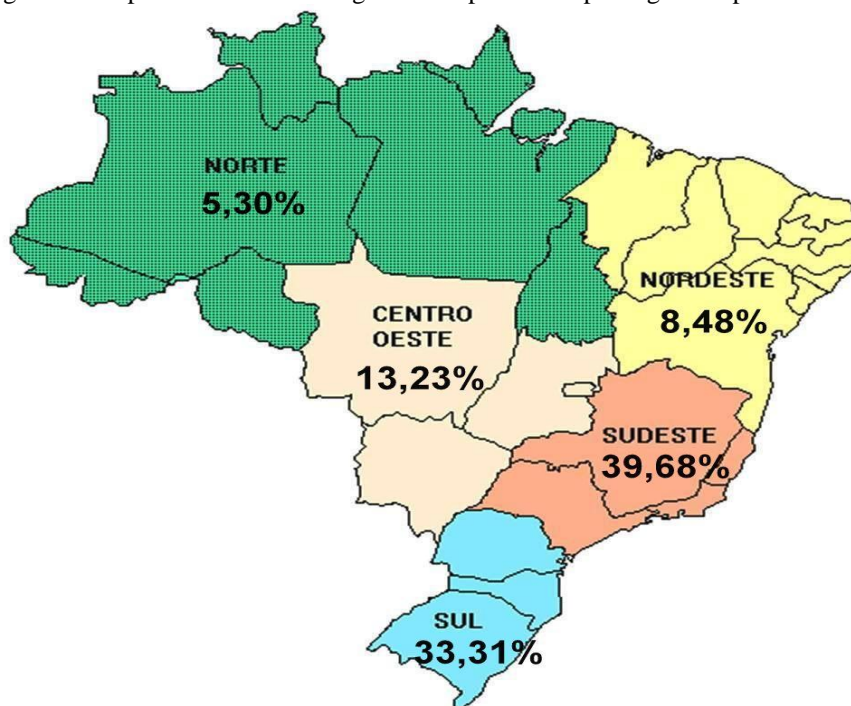 NORTE
5,30%
NORDESTE
8,48%
CENTRO
OESTE
13,23%
SUDESTE
39,68%
SUL
33,31%